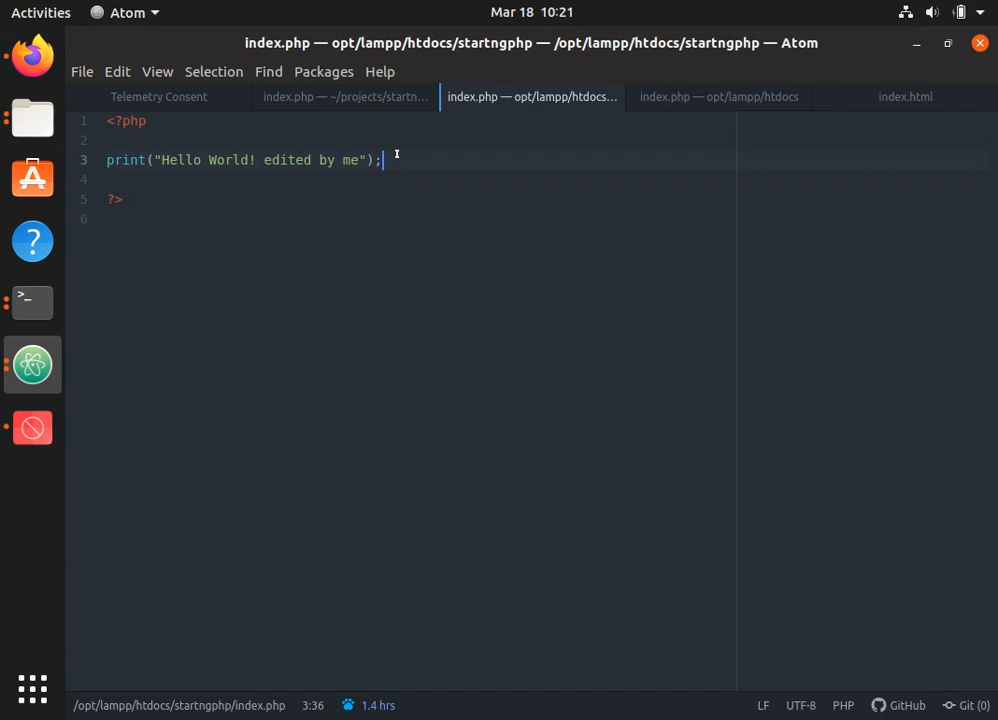 Activities Atom Mar 18 10:21
index.php — opt/lampp/htdocs/startngphp — /opt/lampp/htdocs/startngphp — Atom
File Edit View Selection Find Packages Help
Telemetry Consent index.php — ~/projects/startn... index.php — opt/lampp/htdocs... index.php — opt/lampp/htdocs index.html
1 <?php
2
3 print("Hello World! edited by me");
4
5 ?>
6
/opt/lampp/htdocs/startngphp/index.php 3:36 1.4 hrs LF UTF-8 PHP GitHub Git (0)